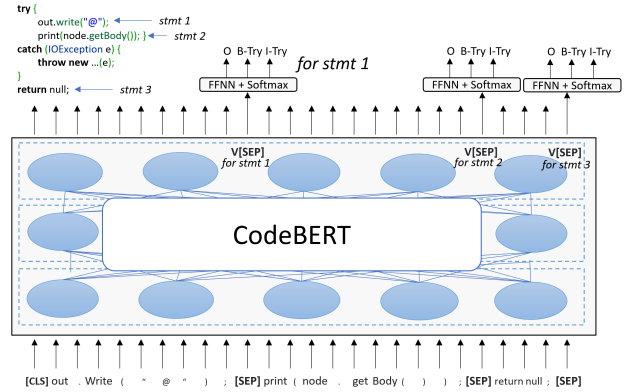 try {
out.write("@"); stmt 1
print(node.getBody()); } stmt 2
catch (IOException e) {
throw new ...(e);
}
return null; stmt 3
for stmt 1
O B-Try I-Try
FFNN + Softmax
O B-Try I-Try
FFNN + Softmax
O B-Try I-Try
FFNN + Softmax
V[SEP]
for stmt 1
V[SEP]
for stmt 2
V[SEP]
for stmt 3
CodeBERT
[CLS] out . Write ( " @ " ) ; [SEP] print ( node . get Body ( ) ) ; [SEP] return null ; [SEP]